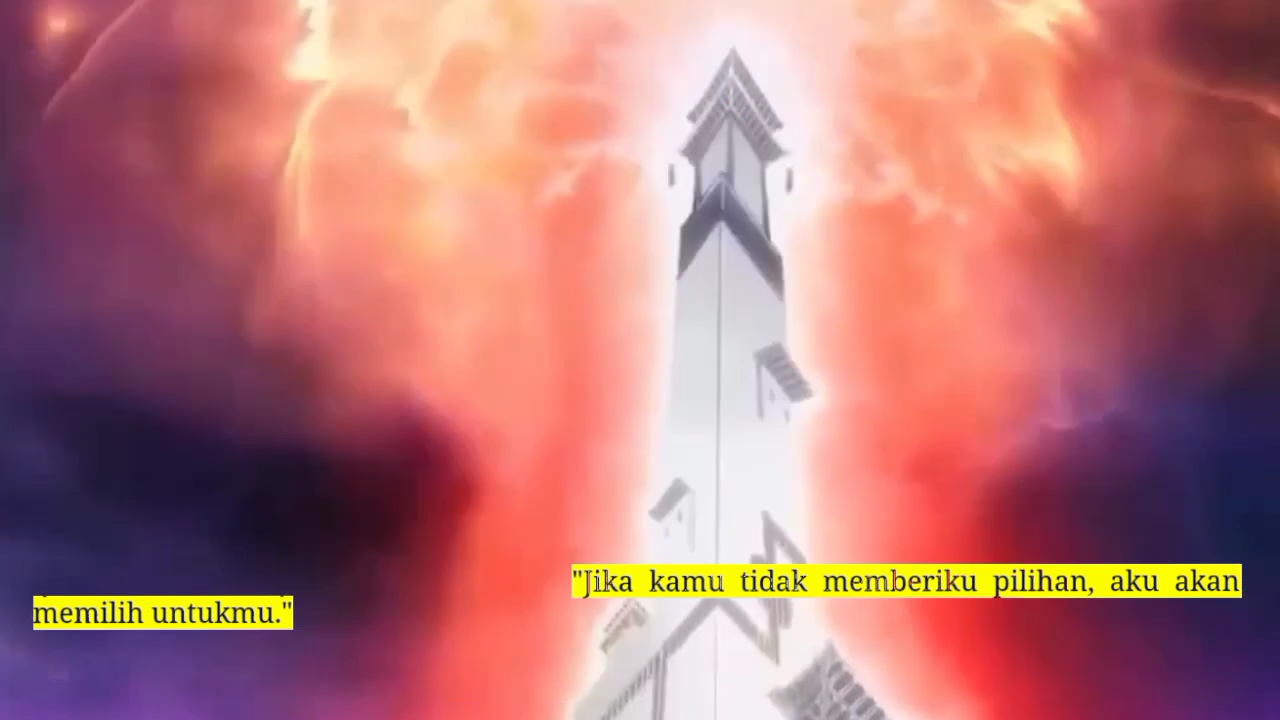 "Jika kamu tidak memberiku pilihan, aku akan
memilih untukmu."